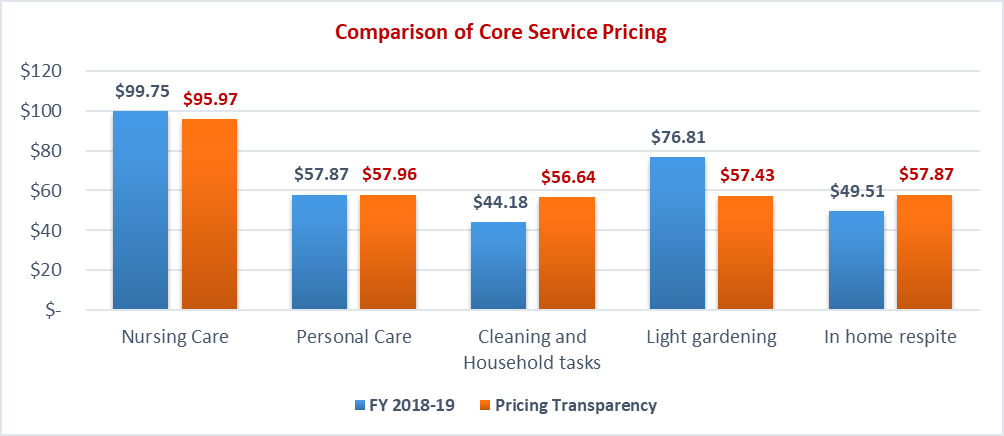 Comparison of Core Service Pricing
$120
$100
$80
$60
$40
$20
$-
$99.75
$95.97
$57.87
$57.96
$44.18
$56.64
$76.81
$57.43
$49.51
$57.87
Nursing Care
Personal Care
Cleaning and
Household tasks
Light gardening
In home respite
FY 2018-19
Pricing Transparency